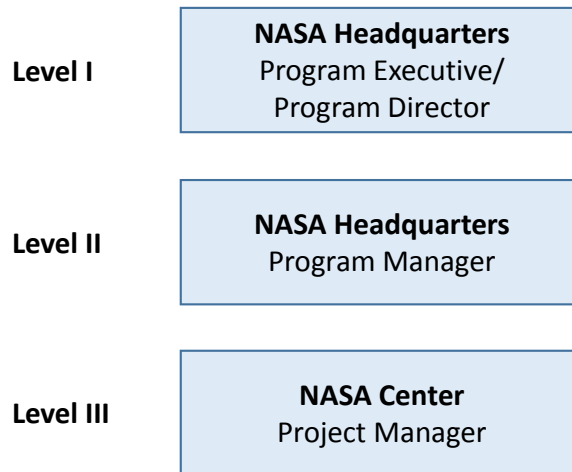 Level I
NASA Headquarters
Program Executive/
Program Director
Level II
NASA Headquarters
Program Manager
Level III
NASA Center
Project Manager